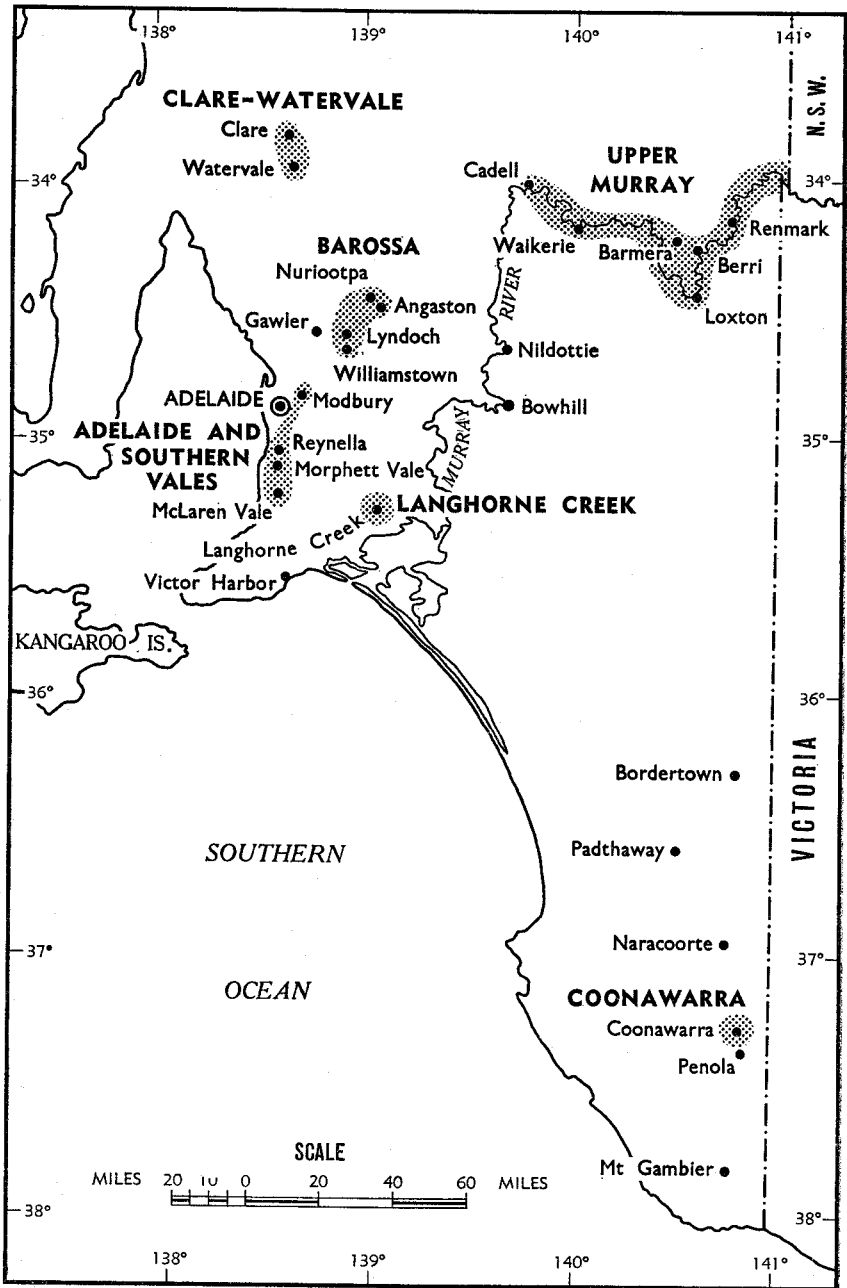 138°
139°
140°
141°
N.S.W.
CLARE-WATERVALE
Clare
Watervale
34°
34°
Cadell
UPPER
MURRAY
Renmark
Waikerie
Barmera
Berri
Loxton
BAROSSA
Nuriootpa
Angaston
Gawler
Lyndoch
Williamstown
RIVER
Nildottie
ADELAIDE
Modbury
Bowhill
MURRAY
35°
35°
ADELAIDE AND
SOUTHERN
VALES
Reynella
Morphett Vale
McLaren Vale
LANGHORNE CREEK
Langhorne Creek
Victor Harbor
KANGAROO IS.
36°
36°
VICTORIA
Bordertown
SOUTHERN
Padthaway
37°
37°
Naracoorte
OCEAN
COONAWARRA
Coonawarra
Penola
SCALE
MILES 20 10 0 20 40 60 MILES
Mt Gambier
38°
38°
138°
139°
140°
141°